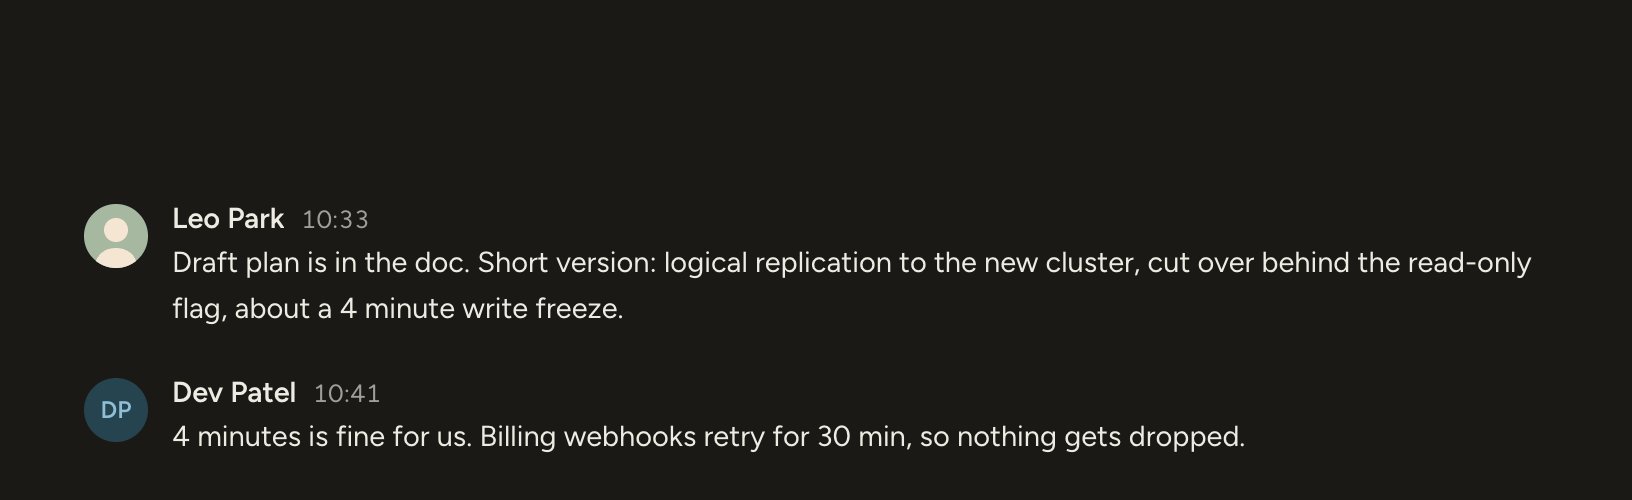 Leo Park 10:33
Draft plan is in the doc. Short version: logical replication to the new cluster, cut over behind the read-only
flag, about a 4 minute write freeze.
DP
Dev Patel 10:41
4 minutes is fine for us. Billing webhooks retry for 30 min, so nothing gets dropped.